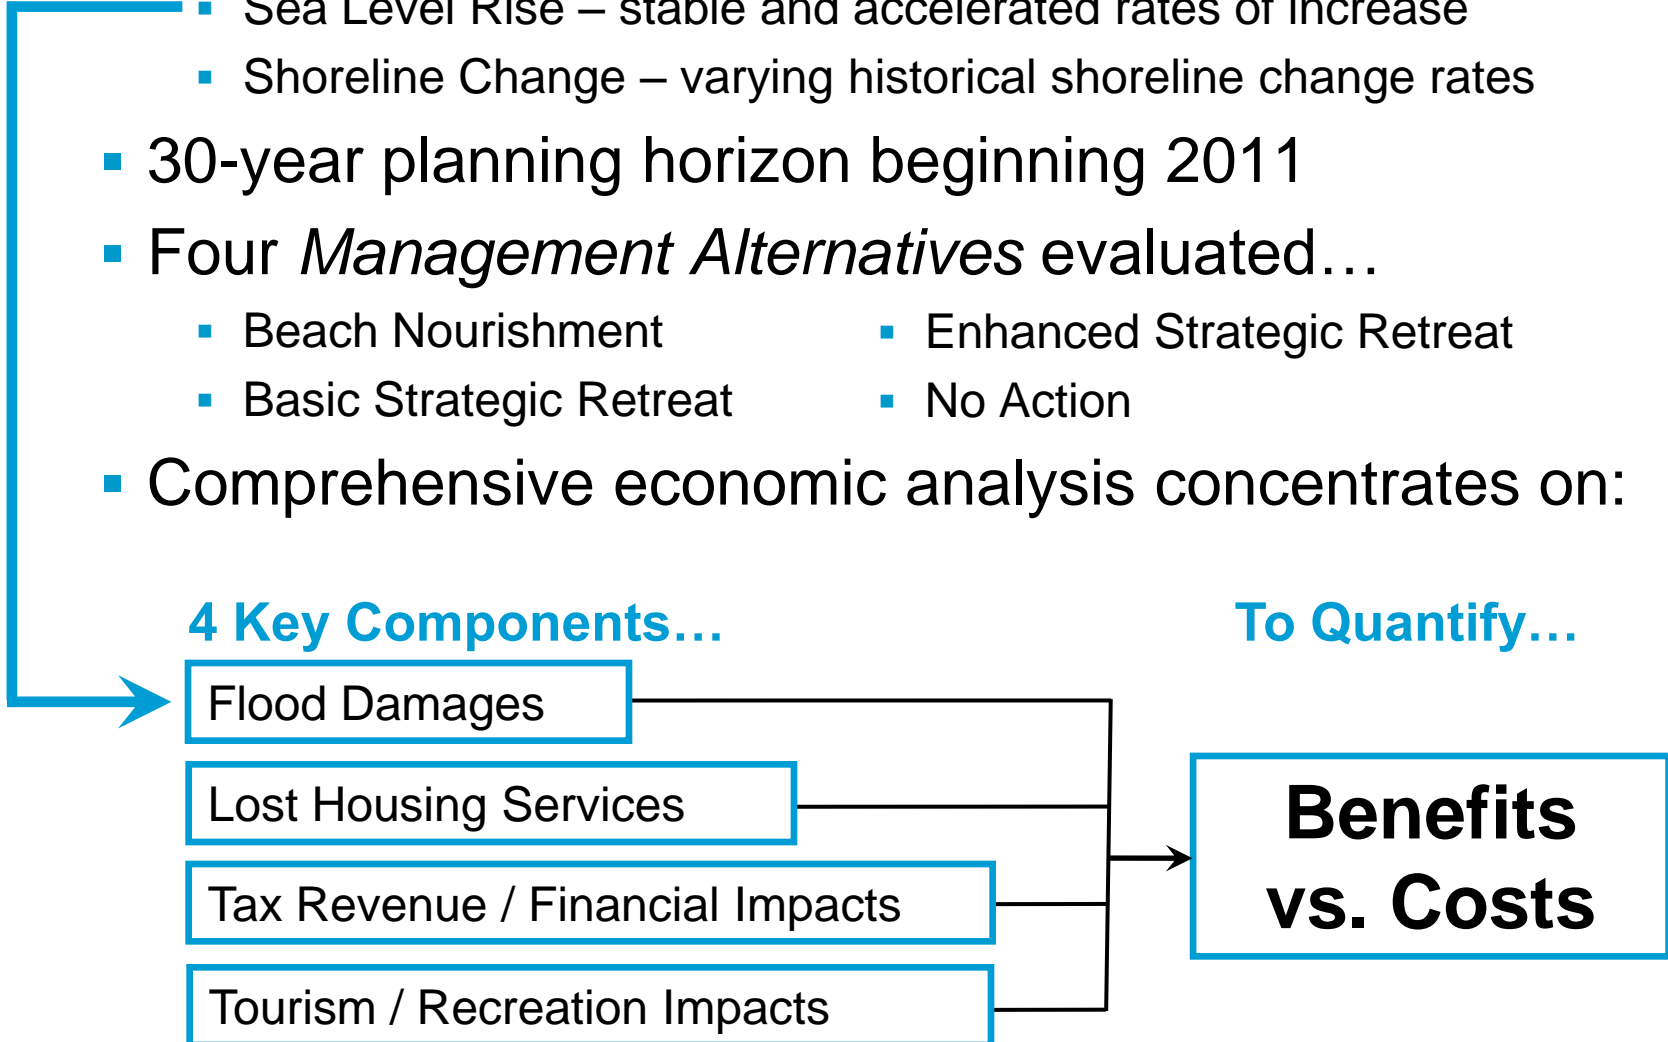 ▪ Sea Level Rise – stable and accelerated rates of increase
▪ Shoreline Change – varying historical shoreline change rates
▪ 30-year planning horizon beginning 2011
▪ Four Management Alternatives evaluated…
▪ Beach Nourishment
▪ Enhanced Strategic Retreat
▪ Basic Strategic Retreat
▪ No Action
▪ Comprehensive economic analysis concentrates on:
4 Key Components…
To Quantify…
Flood Damages
Lost Housing Services
Tax Revenue / Financial Impacts
Tourism / Recreation Impacts
Benefits
vs. Costs